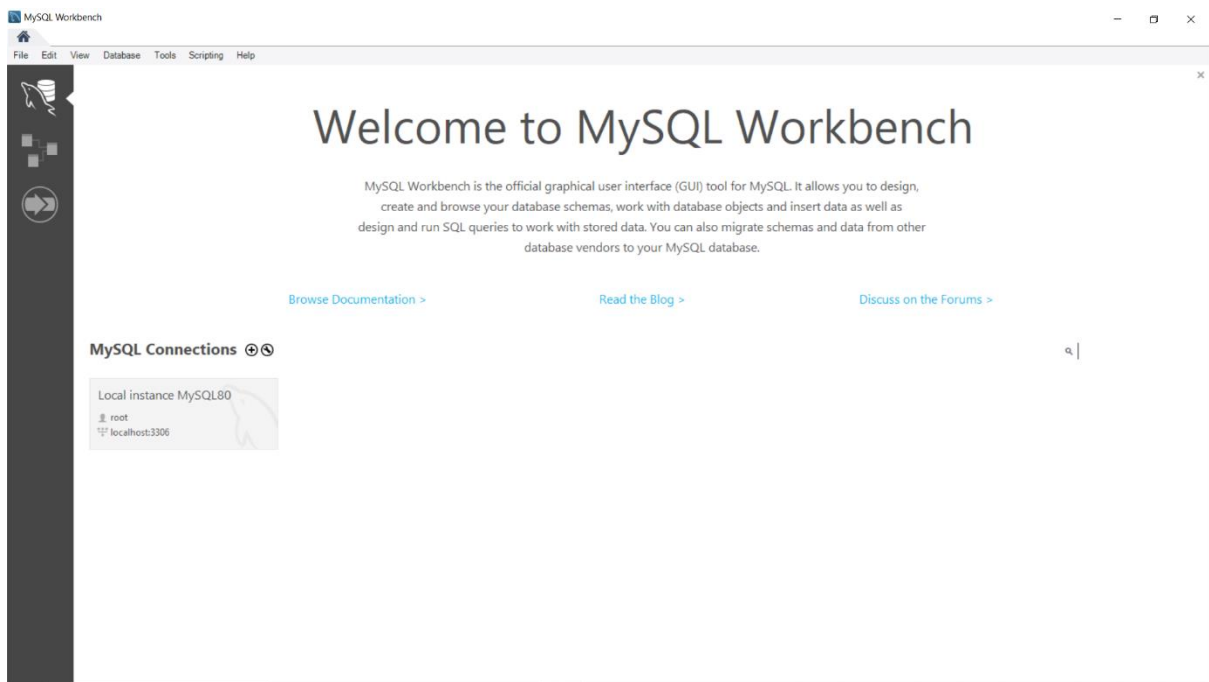 MySQL Workbench
File Edit View Database Tools Scripting Help
Welcome to MySQL Workbench
MySQL Workbench is the official graphical user interface (GUI) tool for MySQL. It allows you to design,
create and browse your database schemas, work with database objects and insert data as well as
design and run SQL queries to work with stored data. You can also migrate schemas and data from other
database vendors to your MySQL database.
Browse Documentation > Read the Blog > Discuss on the Forums >
MySQL Connections
Local instance MySQL80
root
localhost:3306